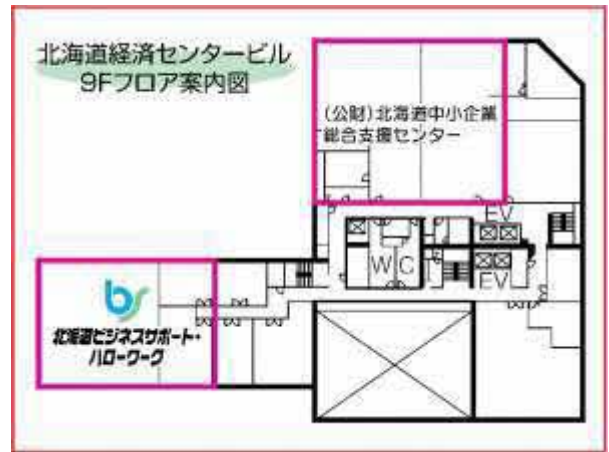 北海道経済センタービル
9Fフロア案内図
(公財)北海道中小企業
総合支援センター
EV
W C
EV
bs
北海道ビジネスサポート・
ハローワーク